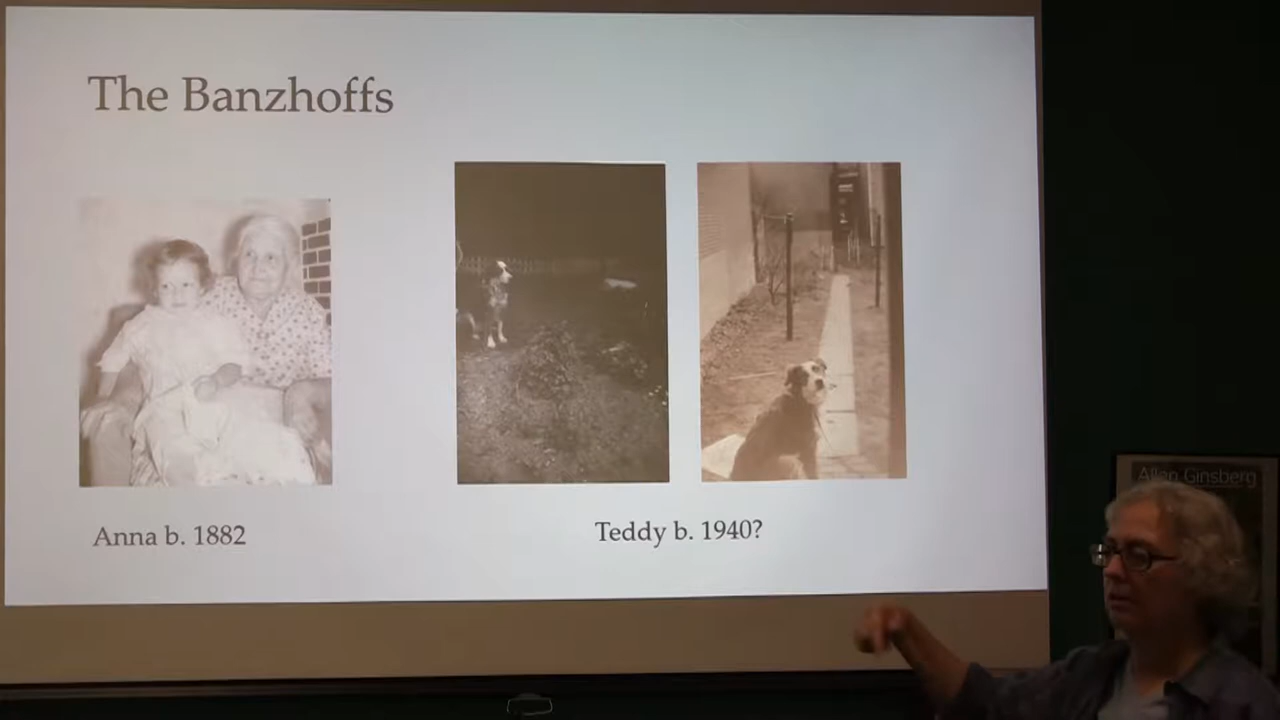 The Banzhoffs
Anna b. 1882
Teddy b. 1940?
Allen Ginsberg